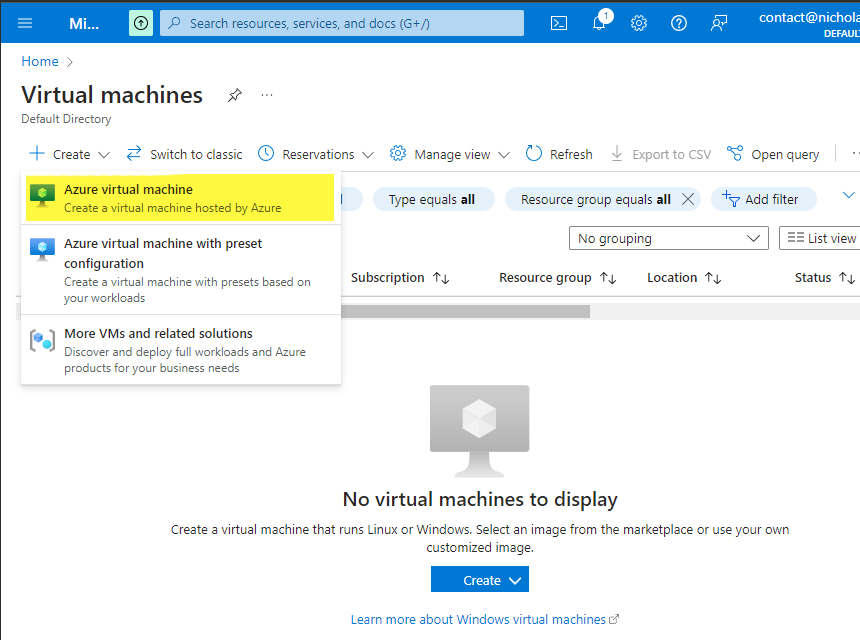 Mi...
Search resources, services, and docs (G+/)
1
contact@nichola
DEFAULT
Home
Virtual machines
...
Default Directory
Create
Switch to classic
Reservations
Manage view
Refresh
Export to CSV
Open query
Azure virtual machine
Create a virtual machine hosted by Azure
Type equals all
Resource group equals all
Add filter
Azure virtual machine with preset
configuration
Create a virtual machine with presets based on
your workloads
No grouping
List view
Subscription
Resource group
Location
Status
More VMs and related solutions
Discover and deploy full workloads and Azure
products for your business needs
No virtual machines to display
Create a virtual machine that runs Linux or Windows. Select an image from the marketplace or use your own
customized image.
Create
Learn more about Windows virtual machines